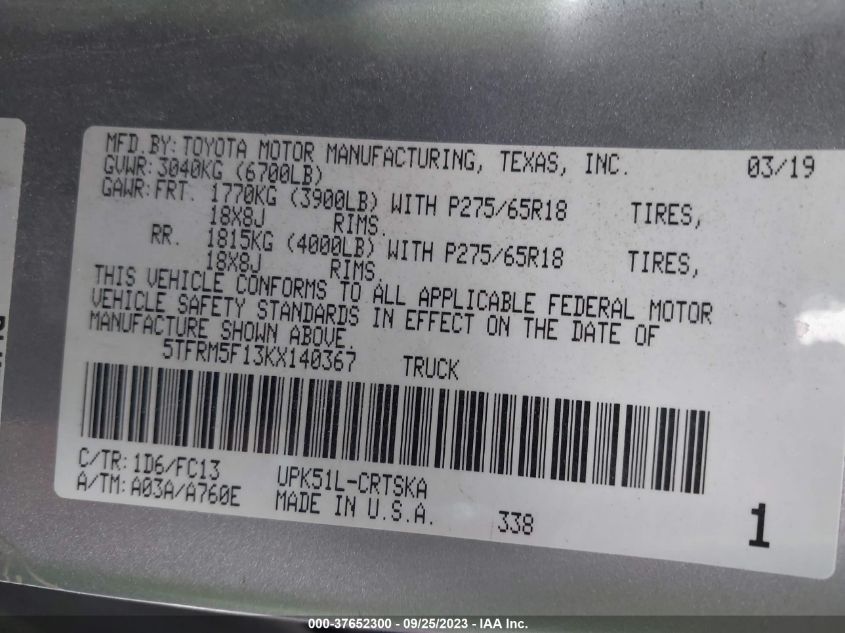 MFD.BY:TOYOTA MOTOR MANUFACTURING, TEXAS, INC. 03/19
GVWR:3040KG (6700LB)
GAWR:FRT. 1770KG (3900LB) WITH P275/65R18 TIRES,
18X8J RIMS.
RR. 1815KG (4000LB) WITH P275/65R18 TIRES,
18X8J RIMS.
THIS VEHICLE CONFORMS TO ALL APPLICABLE FEDERAL MOTOR
VEHICLE SAFETY STANDARDS IN EFFECT ON THE DATE OF
MANUFACTURE SHOWN ABOVE.
5TFRM5F13KX140367 TRUCK
C/TR:1D6/FC13 UPK51L-CRTSKA
A/TM:A03A/A760E MADE IN U.S.A. 338 1
000-37652300 - 09/25/2023 - IAA Inc.